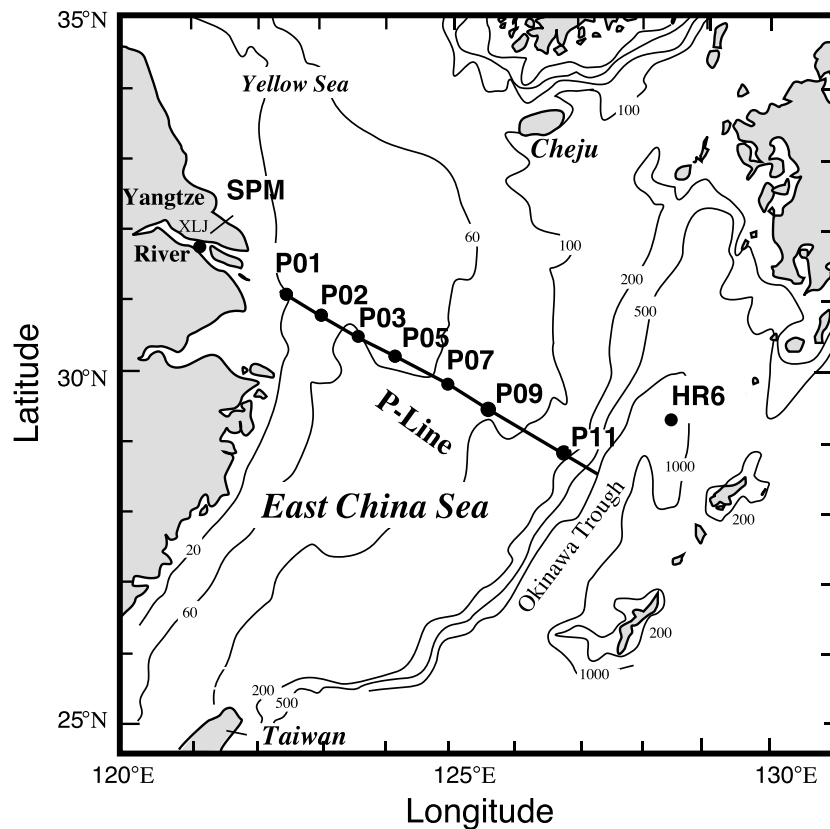 35°N
Yellow Sea
100
Cheju
Yangtze
SPM
XLJ
River
60
100
P01
200
P02
500
P03
P05
30°N
P07
P09
HR6
P-Line
P11
1000
East China Sea
200
Okinawa Trough
20
60
200
1000
200
500
25°N
Taiwan
120°E
125°E
130°E
Latitude
Longitude